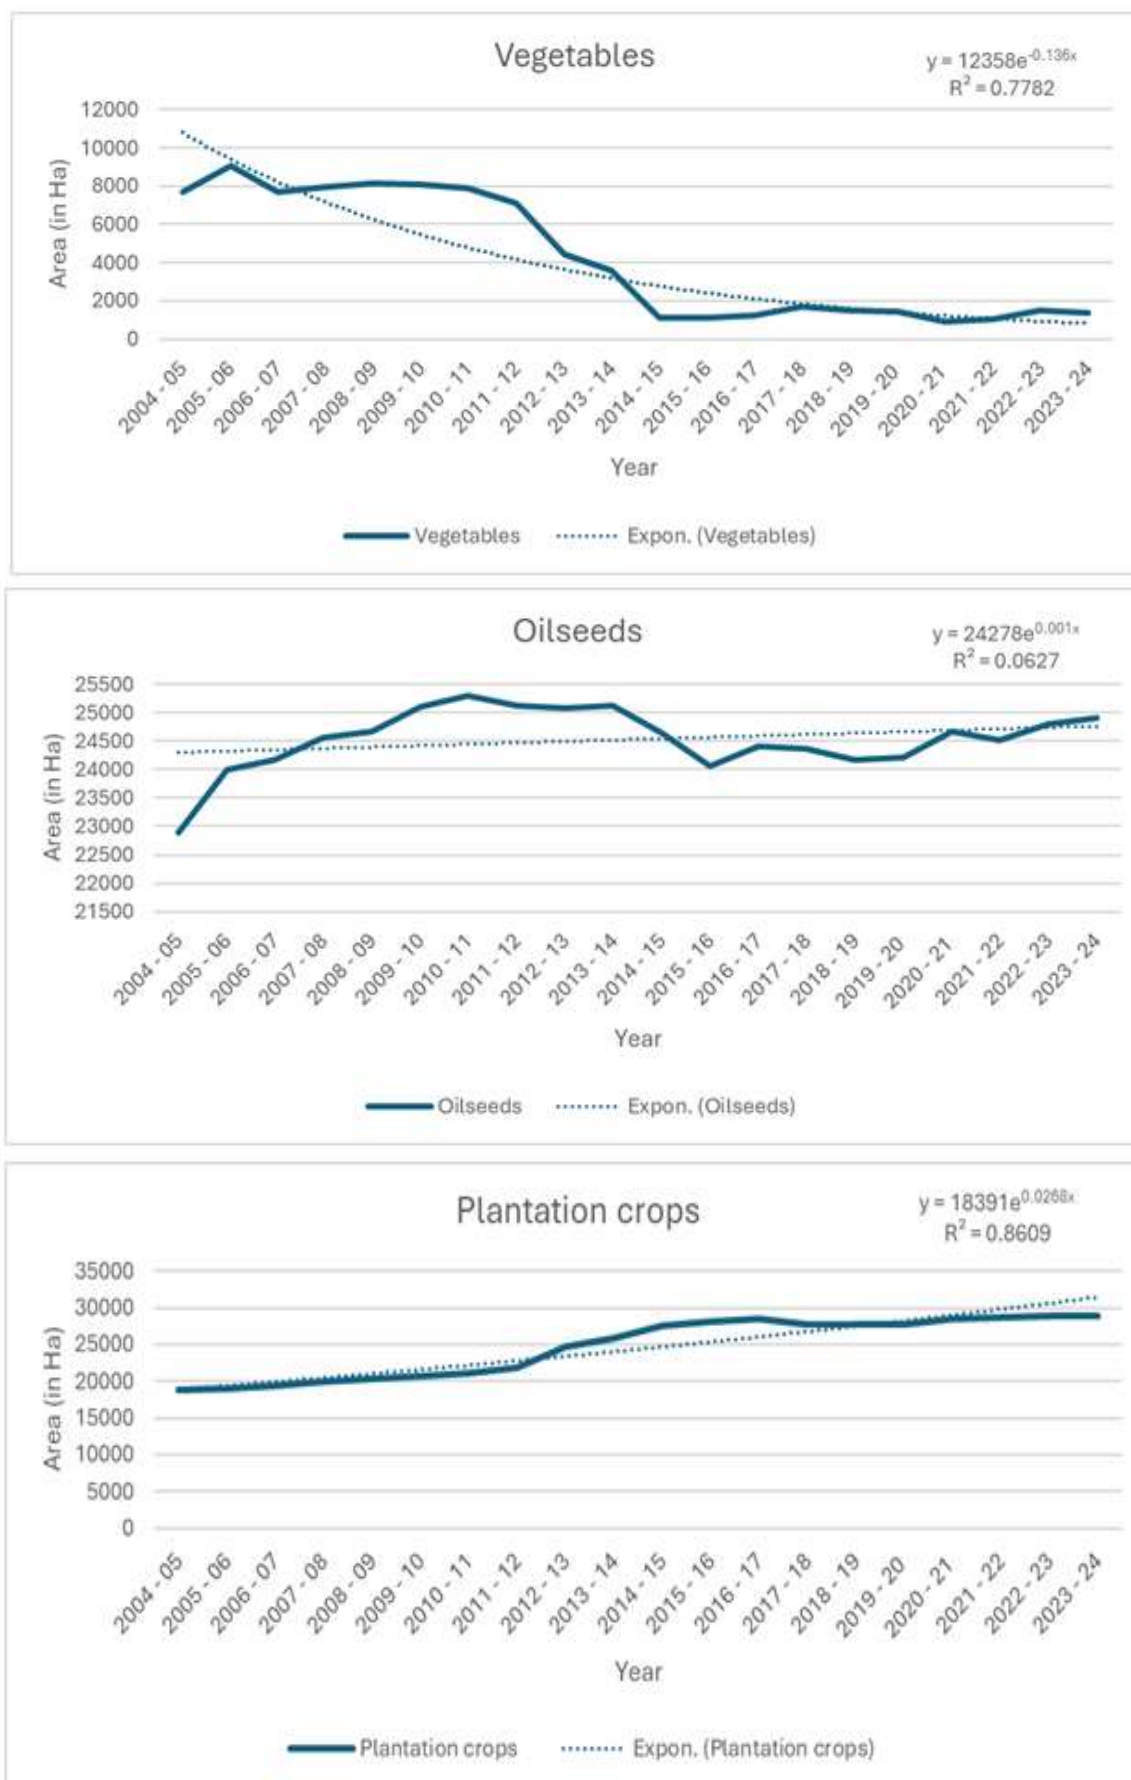 Vegetables
y = 12358e^-0.136x
R² = 0.7782
12000
10000
8000
6000
4000
2000
0
Area (in Ha)
2004 - 05
2005 - 06
2006 - 07
2007 - 08
2008 - 09
2009 - 10
2010 - 11
2011 - 12
2012 - 13
2013 - 14
2014 - 15
2015 - 16
2016 - 17
2017 - 18
2018 - 19
2019 - 20
2020 - 21
2021 - 22
2022 - 23
2023 - 24
Year
Vegetables
Expon. (Vegetables)
Oilseeds
y = 24278e^0.001x
R² = 0.0627
25500
25000
24500
24000
23500
23000
22500
22000
21500
Area (in Ha)
2004 - 05
2005 - 06
2006 - 07
2007 - 08
2008 - 09
2009 - 10
2010 - 11
2011 - 12
2012 - 13
2013 - 14
2014 - 15
2015 - 16
2016 - 17
2017 - 18
2018 - 19
2019 - 20
2020 - 21
2021 - 22
2022 - 23
2023 - 24
Year
Oilseeds
Expon. (Oilseeds)
Plantation crops
y = 18391e^0.0268x
R² = 0.8609
35000
30000
25000
20000
15000
10000
5000
0
Area (in Ha)
2004 - 05
2005 - 06
2006 - 07
2007 - 08
2008 - 09
2009 - 10
2010 - 11
2011 - 12
2012 - 13
2013 - 14
2014 - 15
2015 - 16
2016 - 17
2017 - 18
2018 - 19
2019 - 20
2020 - 21
2021 - 22
2022 - 23
2023 - 24
Year
Plantation crops
Expon. (Plantation crops)